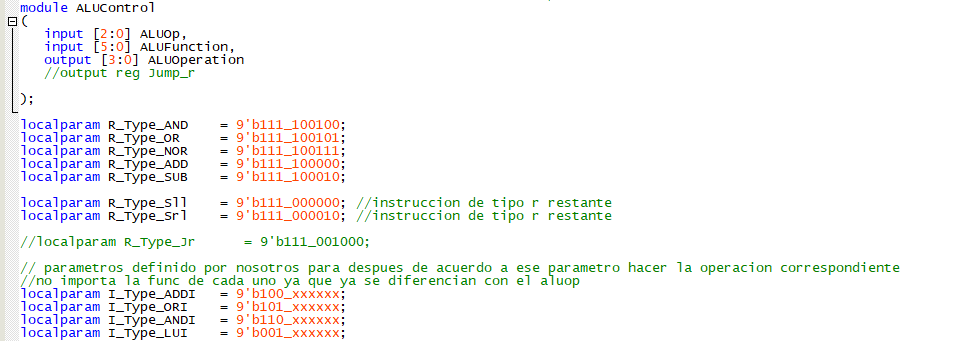 module ALUControl
(
input [2:0] ALUOp,
input [5:0] ALUFunction,
output [3:0] ALUOperation
//output reg Jump_r
);
localparam R_Type_AND = 9'b111_100100;
localparam R_Type_OR = 9'b111_100101;
localparam R_Type_NOR = 9'b111_100111;
localparam R_Type_ADD = 9'b111_100000;
localparam R_Type_SUB = 9'b111_100010;
localparam R_Type_Sll = 9'b111_000000; //instruccion de tipo r restante
localparam R_Type_Srl = 9'b111_000010; //instruccion de tipo r restante
//localparam R_Type_Jr = 9'b111_001000;
// parametros definido por nosotros para despues de acuerdo a ese parametro hacer la operacion correspondiente
//no importa la func de cada uno ya que ya se diferencian con el aluop
localparam I_Type_ADDI = 9'b100_xxxxxx;
localparam I_Type_ORI = 9'b101_xxxxxx;
localparam I_Type_ANDI = 9'b110_xxxxxx;
localparam I_Type_LUI = 9'b001_xxxxxx;